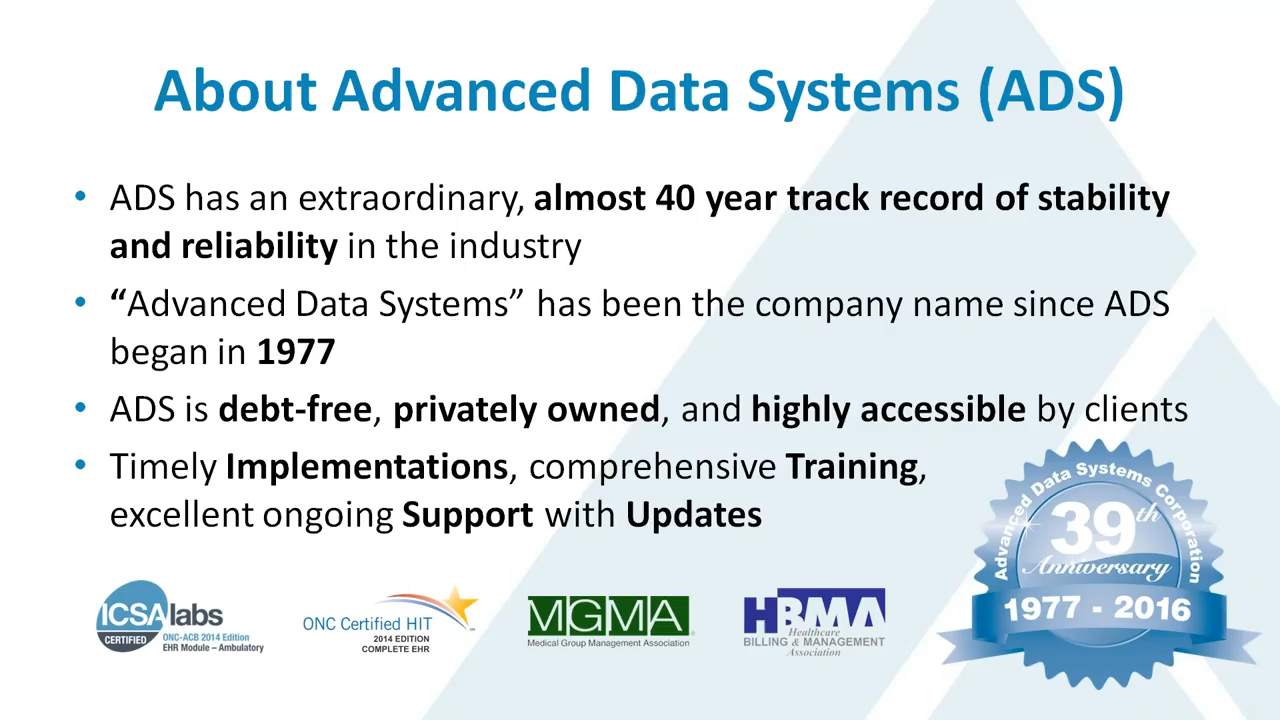 About Advanced Data Systems (ADS)
• ADS has an extraordinary, almost 40 year track record of stability
and reliability in the industry
• “Advanced Data Systems” has been the company name since ADS
began in 1977
• ADS is debt-free, privately owned, and highly accessible by clients
• Timely Implementations, comprehensive Training,
excellent ongoing Support with Updates
Advanced Data Systems Corporation
39th
Anniversary
1977 - 2016
ICSAlabs
CERTIFIED
ONC-ACB 2014 Edition
EHR Module – Ambulatory
ONC Certified HIT
2014 EDITION
COMPLETE EHR
MGMA
Medical Group Management Association
HBMA
Healthcare
BILLING & MANAGEMENT
Association